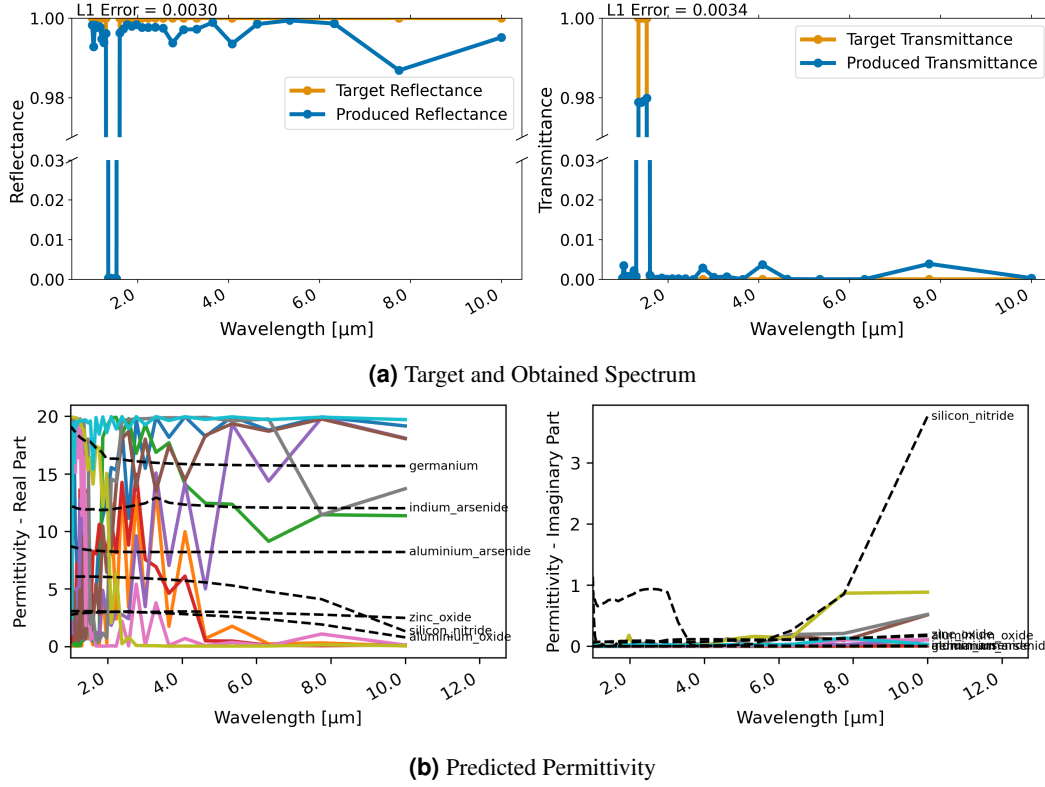 L1 Error = 0.0030
1.00
0.98
0.03
0.02
0.01
0.00
Reflectance
Target Reflectance
Produced Reflectance
2.0
4.0
6.0
8.0
10.0
Wavelength [µm]
L1 Error = 0.0034
1.00
0.98
0.03
0.02
0.01
0.00
Transmittance
Target Transmittance
Produced Transmittance
2.0
4.0
6.0
8.0
10.0
Wavelength [µm]
(a) Target and Obtained Spectrum
20
15
10
5
0
Permittivity - Real Part
germanium
indium_arsenide
aluminium_arsenide
zinc_oxide
silicon_nitride
aluminium_oxide
2.0
4.0
6.0
8.0
10.0
12.0
Wavelength [µm]
3
2
1
0
Permittivity - Imaginary Part
silicon_nitride
2.0
4.0
6.0
8.0
10.0
12.0
Wavelength [µm]
(b) Predicted Permittivity